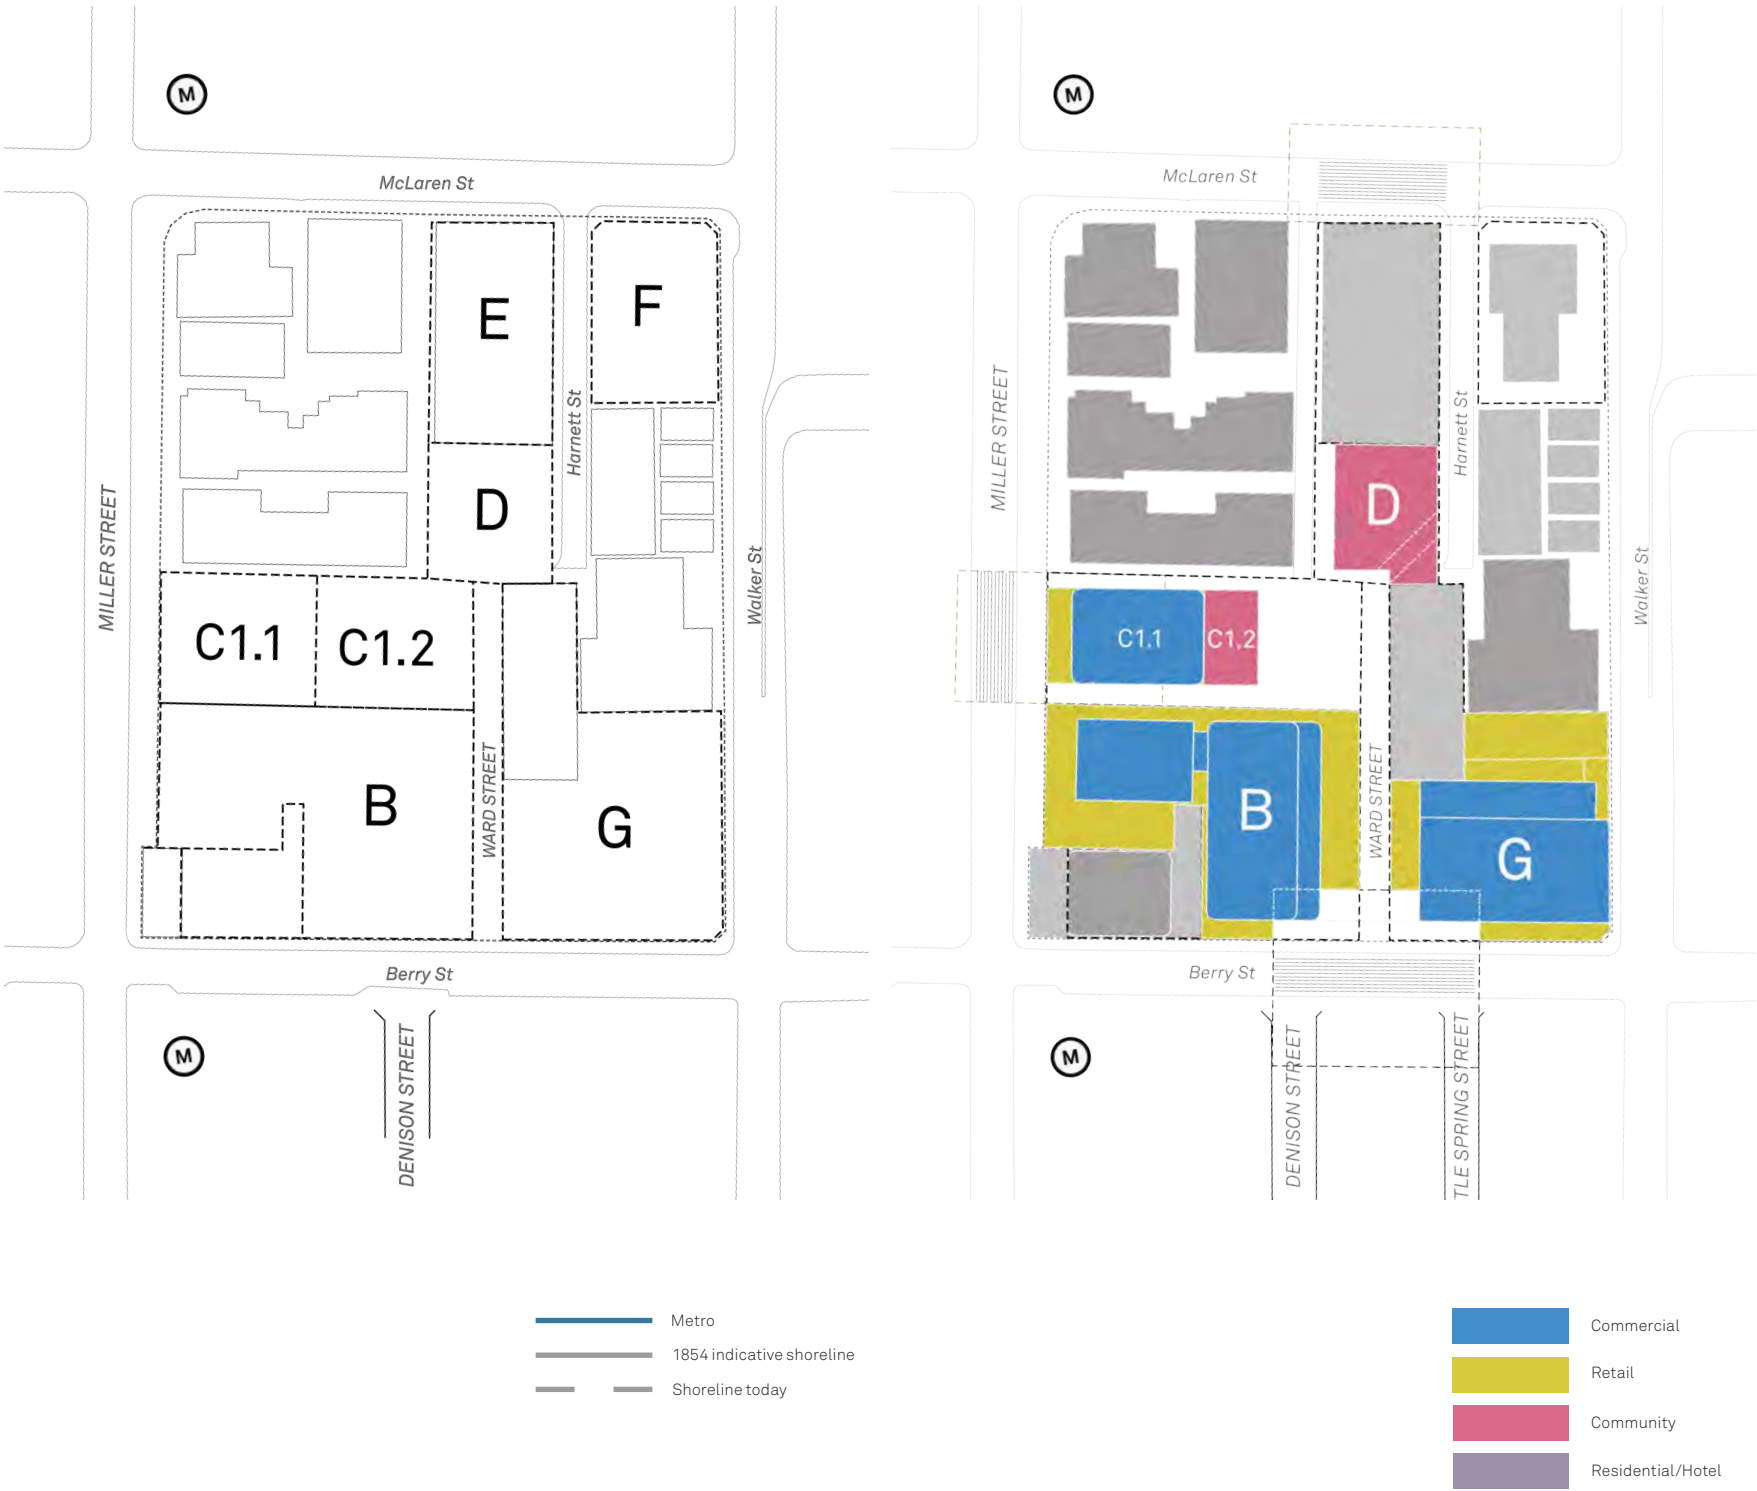 M
McLaren St
E
F
Harnett St
D
MILLER STREET
Walker St
C1.1
C1.2
B
WARD STREET
G
Berry St
M
DENISON STREET
M
McLaren St
MILLER STREET
Harnett St
D
Walker St
C1.1
C1.2
B
WARD STREET
G
Berry St
M
DENISON STREET
TLE SPRING STREET
Metro
1854 indicative shoreline
Shoreline today
Commercial
Retail
Community
Residential/Hotel